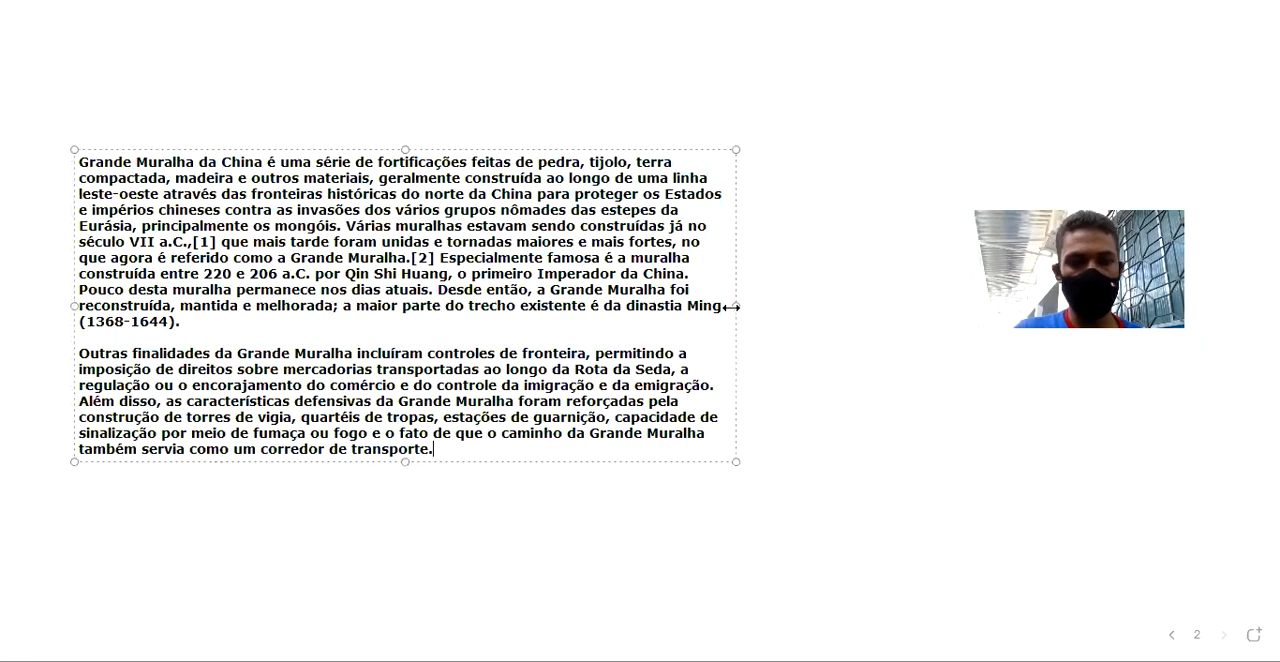 Grande Muralha da China é uma série de fortificações feitas de pedra, tijolo, terra
compactada, madeira e outros materiais, geralmente construída ao longo de uma linha
leste-oeste através das fronteiras históricas do norte da China para proteger os Estados
e impérios chineses contra as invasões dos vários grupos nômades das estepes da
Eurásia, principalmente os mongóis. Várias muralhas estavam sendo construídas já no
século VII a.C.,[1] que mais tarde foram unidas e tornadas maiores e mais fortes, no
que agora é referido como a Grande Muralha.[2] Especialmente famosa é a muralha
construída entre 220 e 206 a.C. por Qin Shi Huang, o primeiro Imperador da China.
Pouco desta muralha permanece nos dias atuais. Desde então, a Grande Muralha foi
reconstruída, mantida e melhorada; a maior parte do trecho existente é da dinastia Ming
(1368-1644).
Outras finalidades da Grande Muralha incluíram controles de fronteira, permitindo a
imposição de direitos sobre mercadorias transportadas ao longo da Rota da Seda, a
regulação ou o encorajamento do comércio e do controle da imigração e da emigração.
Além disso, as características defensivas da Grande Muralha foram reforçadas pela
construção de torres de vigia, quartéis de tropas, estações de guarnição, capacidade de
sinalização por meio de fumaça ou fogo e o fato de que o caminho da Grande Muralha
também servia como um corredor de transporte.
2